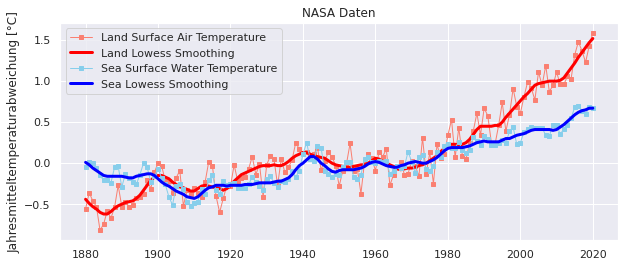 NASA Daten
Jahresmitteltemperaturabweichung [°C]
Land Surface Air Temperature
Land Lowess Smoothing
Sea Surface Water Temperature
Sea Lowess Smoothing
1.5
1.0
0.5
0.0
−0.5
1880 1900 1920 1940 1960 1980 2000 2020